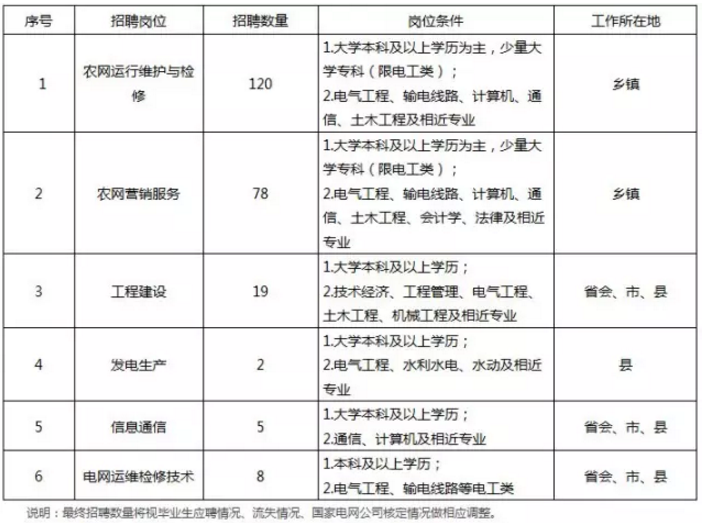 序号 招聘岗位 招聘数量 岗位条件 工作所在地
1 农网运行维护与检修 120 1.大学本科及以上学历为主，少量大
学专科（限电工类）；
2.电气工程、输电线路、计算机、通
信、土木工程及相近专业 乡镇
2 农网营销服务 78 1.大学本科及以上学历为主，少量大
学专科（限电工类）；
2.电气工程、输电线路、计算机、通
信、土木工程、会计学、法律及相近
专业 乡镇
3 工程建设 19 1.大学本科及以上学历；
2.技术经济、工程管理、电气工程、
土木工程、机械工程及相近专业 省会、市、县
4 发电生产 2 1.大学本科及以上学历；
2.电气工程、水利水电、水动及相近
专业 县
5 信息通信 5 1.大学本科及以上学历；
2.通信、计算机及相近专业 省会、市、县
6 电网运维检修技术 8 1.本科及以上学历；
2.电气工程、输电线路等电工类 省会、市、县
说明：最终招聘数量将视毕业生应聘情况、流失情况、国家电网公司核定情况做相应调整。